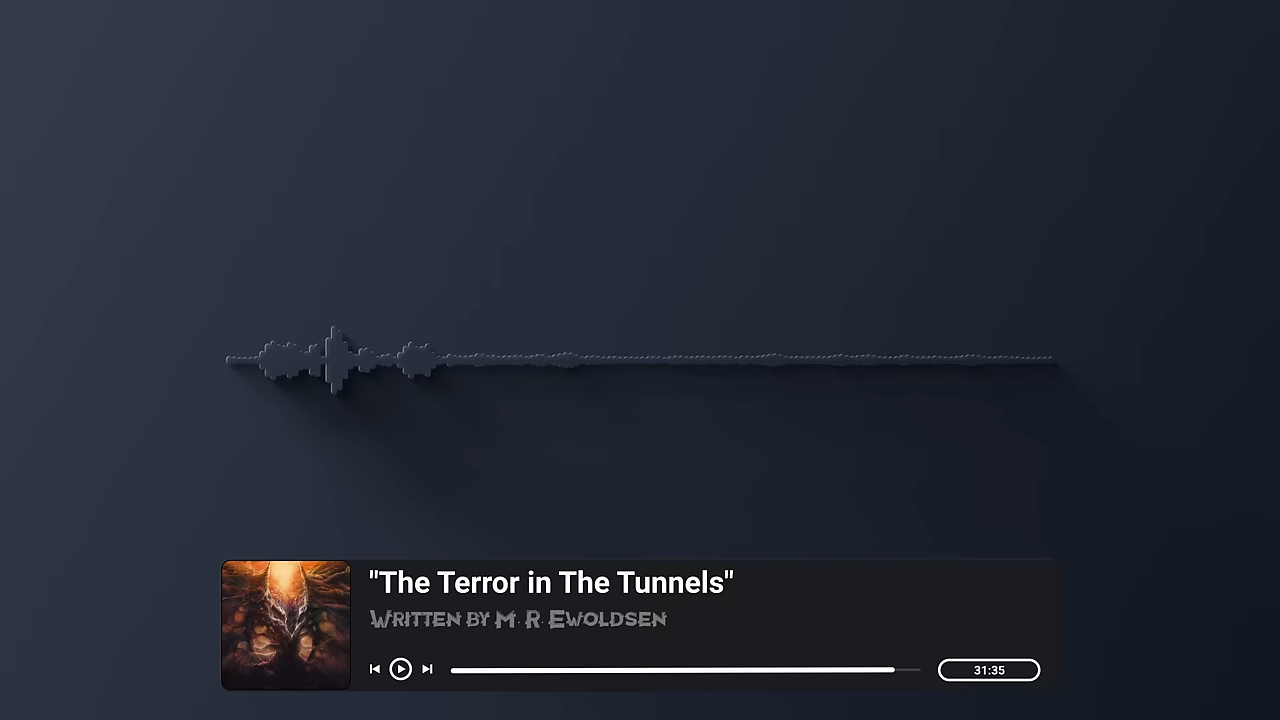 "The Terror in The Tunnels"
Written by M. R. Ewoldsen
31:35